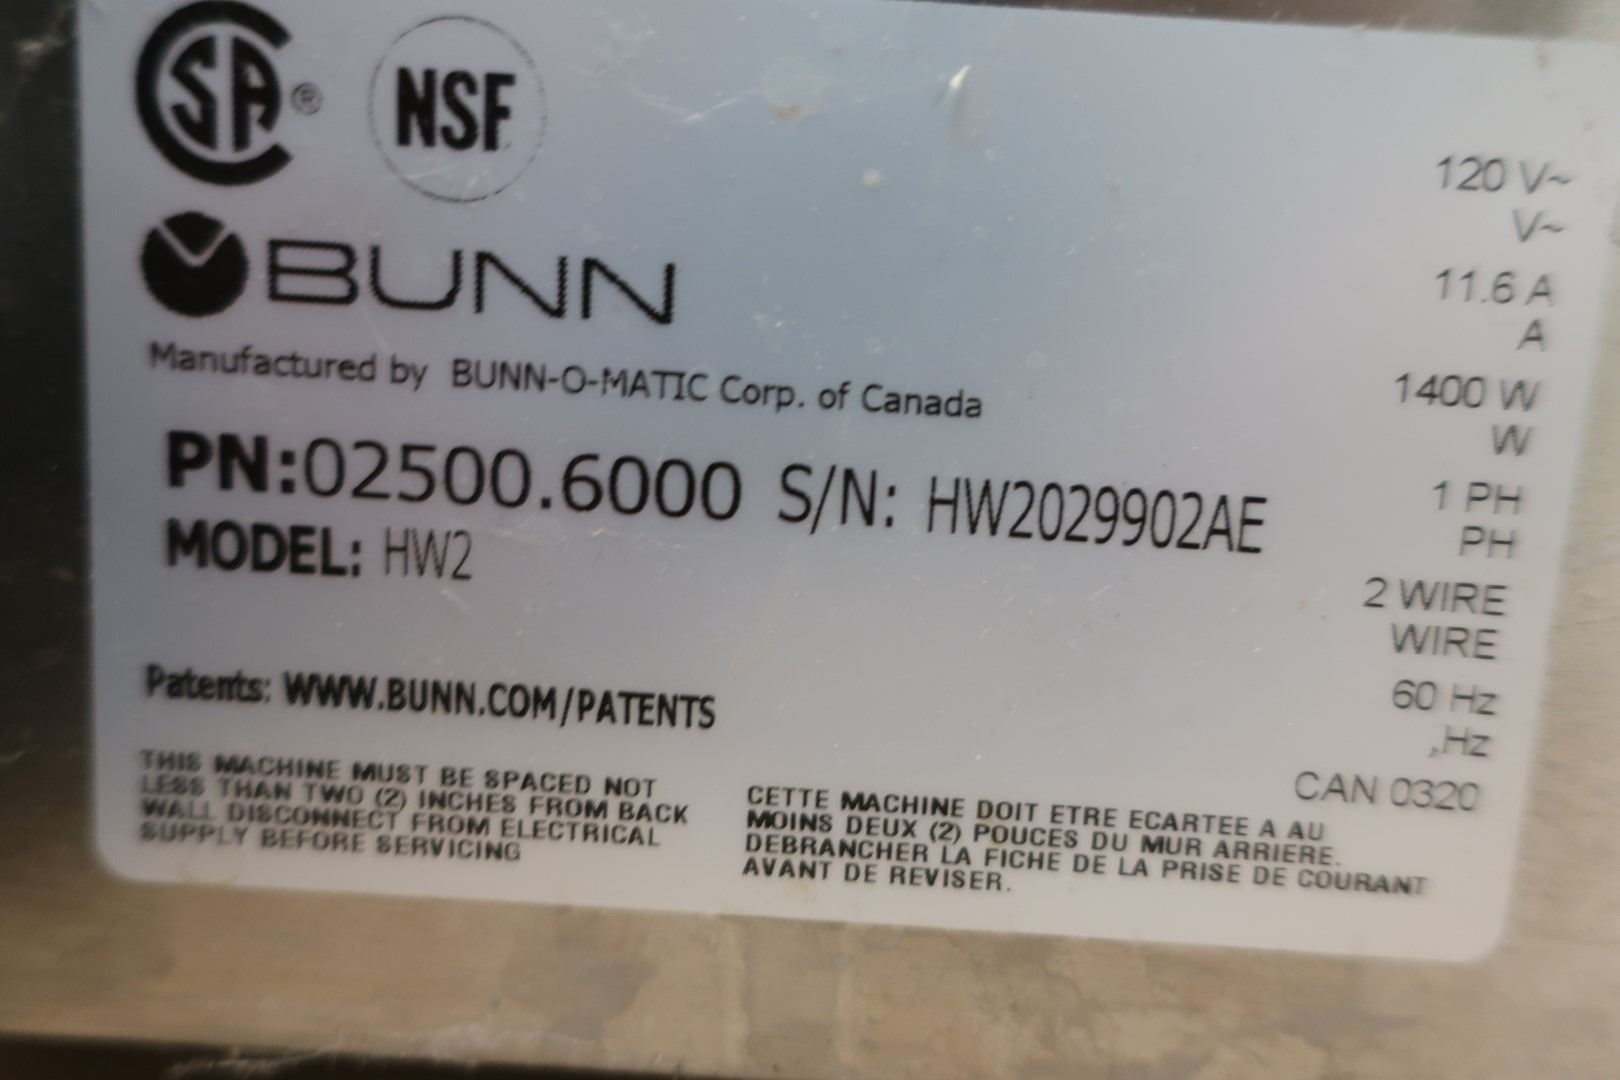 CSA ®
NSF
BUNN
Manufactured by BUNN-O-MATIC Corp. of Canada
PN:02500.6000 S/N: HW2029902AE
MODEL: HW2
Patents: WWW.BUNN.COM/PATENTS
THIS MACHINE MUST BE SPACED NOT
LESS THAN TWO (2) INCHES FROM BACK
WALL DISCONNECT FROM ELECTRICAL
SUPPLY BEFORE SERVICING
CETTE MACHINE DOIT ETRE ECARTEE A AU
MOINS DEUX (2) POUCES DU MUR ARRIERE.
DEBRANCHER LA FICHE DE LA PRISE DE COURANT
AVANT DE REVISER.
120 V~
V~
11.6 A
A
1400 W
W
1 PH
PH
2 WIRE
WIRE
60 Hz
,Hz
CAN 0320